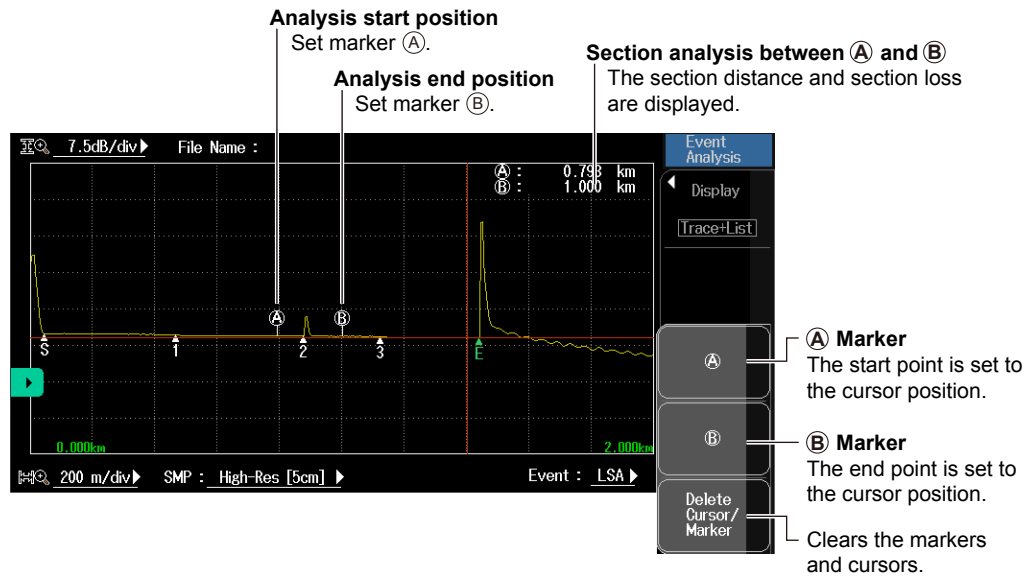 Analysis start position
Set marker Ⓐ.
Analysis end position
Set marker Ⓑ.
Section analysis between Ⓐ and Ⓑ
The section distance and section loss
are displayed.
7.5dB/div
File Name :
Ⓐ : 0.793 km
Ⓑ : 1.000 km
Ⓐ
Ⓑ
S
1
2
3
E
0.000km
2.000km
200 m/div
SMP : High-Res [5cm]
Event : LSA
Event
Analysis
Display
Trace+List
Ⓐ
Ⓑ
Delete
Cursor/
Marker
Ⓐ Marker
The start point is set to
the cursor position.
Ⓑ Marker
The end point is set to
the cursor position.
Clears the markers
and cursors.